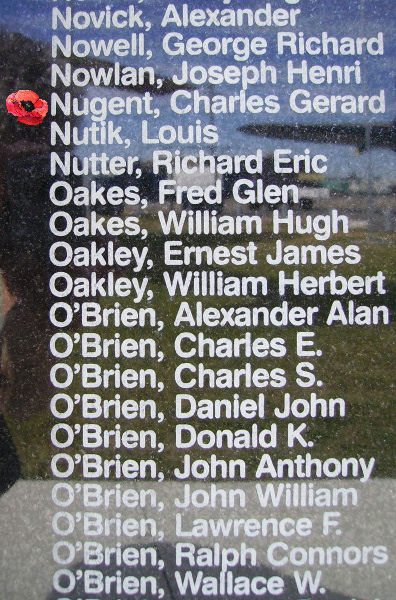 Novick, Alexander
Nowell, George Richard
Nowlan, Joseph Henri
Nugent, Charles Gerard
Nutik, Louis
Nutter, Richard Eric
Oakes, Fred Glen
Oakes, William Hugh
Oakley, Ernest James
Oakley, William Herbert
O'Brien, Alexander Alan
O'Brien, Charles E.
O'Brien, Charles S.
O'Brien, Daniel John
O'Brien, Donald K.
O'Brien, John Anthony
O'Brien, John William
O'Brien, Lawrence F.
O'Brien, Ralph Connors
O'Brien, Wallace W.